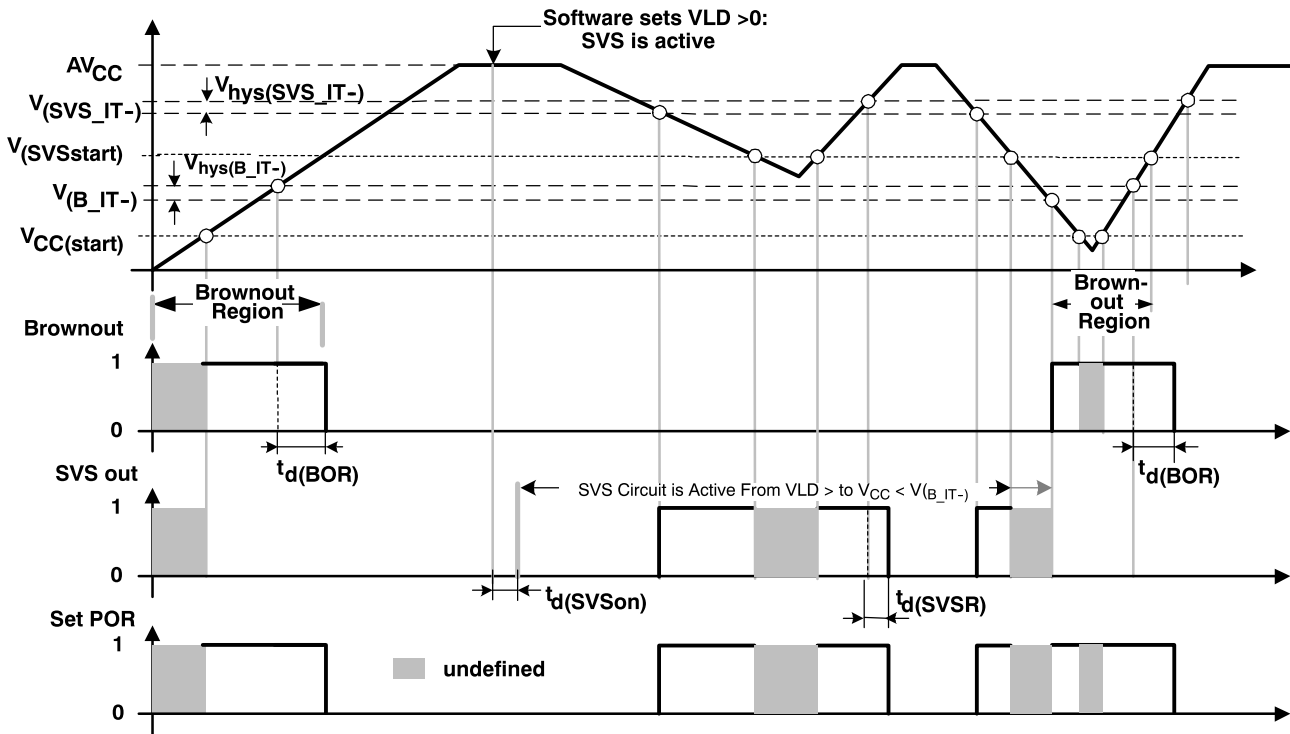 Software sets VLD >0:
SVS is active
AVCC
Vhys(SVS_IT-)
V(SVS_IT-)
V(SVSstart)
Vhys(B_IT-)
V(B_IT-)
VCC(start)
Brownout
Region
Brown-
out
Region
Brownout
1
0
td(BOR)
td(BOR)
SVS out
SVS Circuit is Active From VLD > to VCC < V(B_IT-)
1
0
td(SVSon)
td(SVSR)
Set POR
1
undefined
0